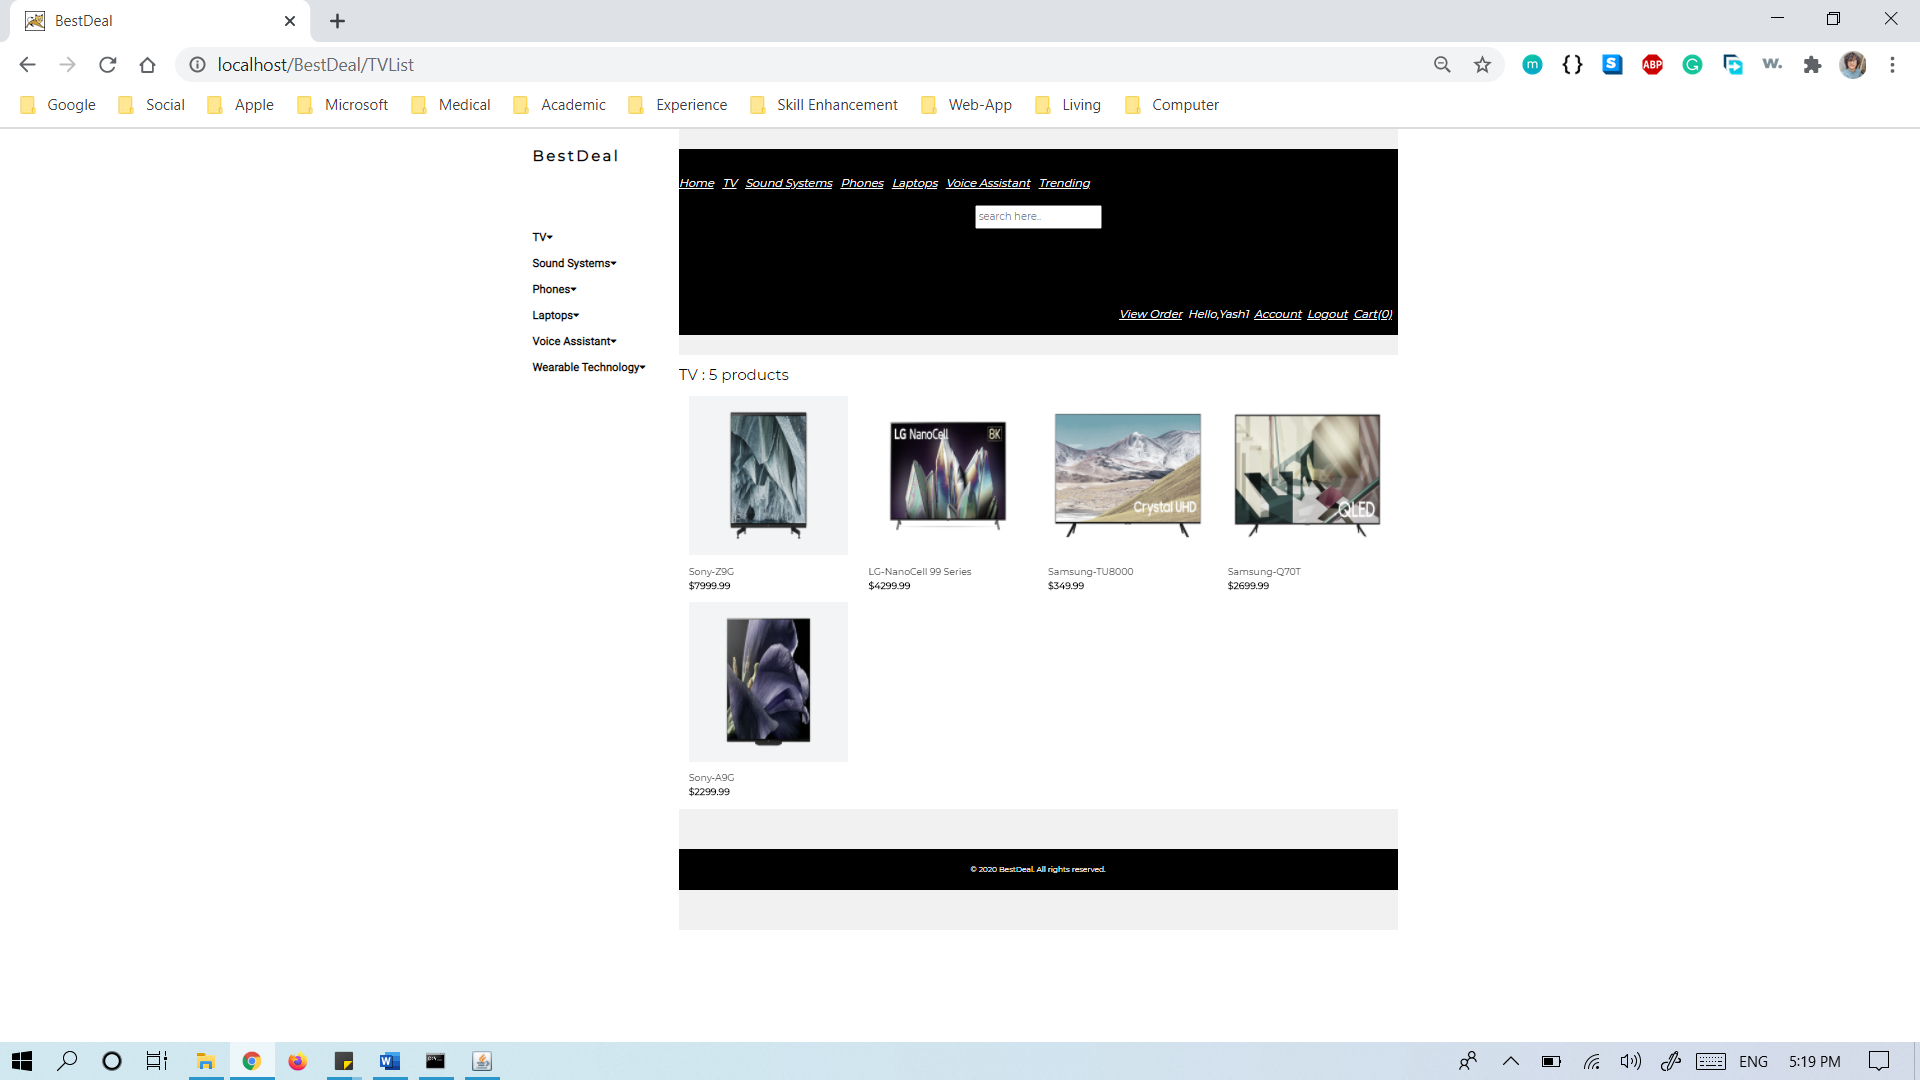 BestDeal
localhost/BestDeal/TVList
Google Social Apple Microsoft Medical Academic Experience Skill Enhancement Web-App Living Computer
BestDeal
TV
Sound Systems
Phones
Laptops
Voice Assistant
Wearable Technology
Home TV Sound Systems Phones Laptops Voice Assistant Trending
search here..
View Order Hello,Yash1 Account Logout Cart(0)
TV : 5 products
LG NanoCell 8K
Crystal UHD
QLED
Sony-Z9G
$7999.99
LG-NanoCell 99 Series
$4299.99
Samsung-TU8000
$349.99
Samsung-Q70T
$2699.99
Sony-A9G
$2299.99
© 2020 BestDeal. All rights reserved.
ENG 5:19 PM